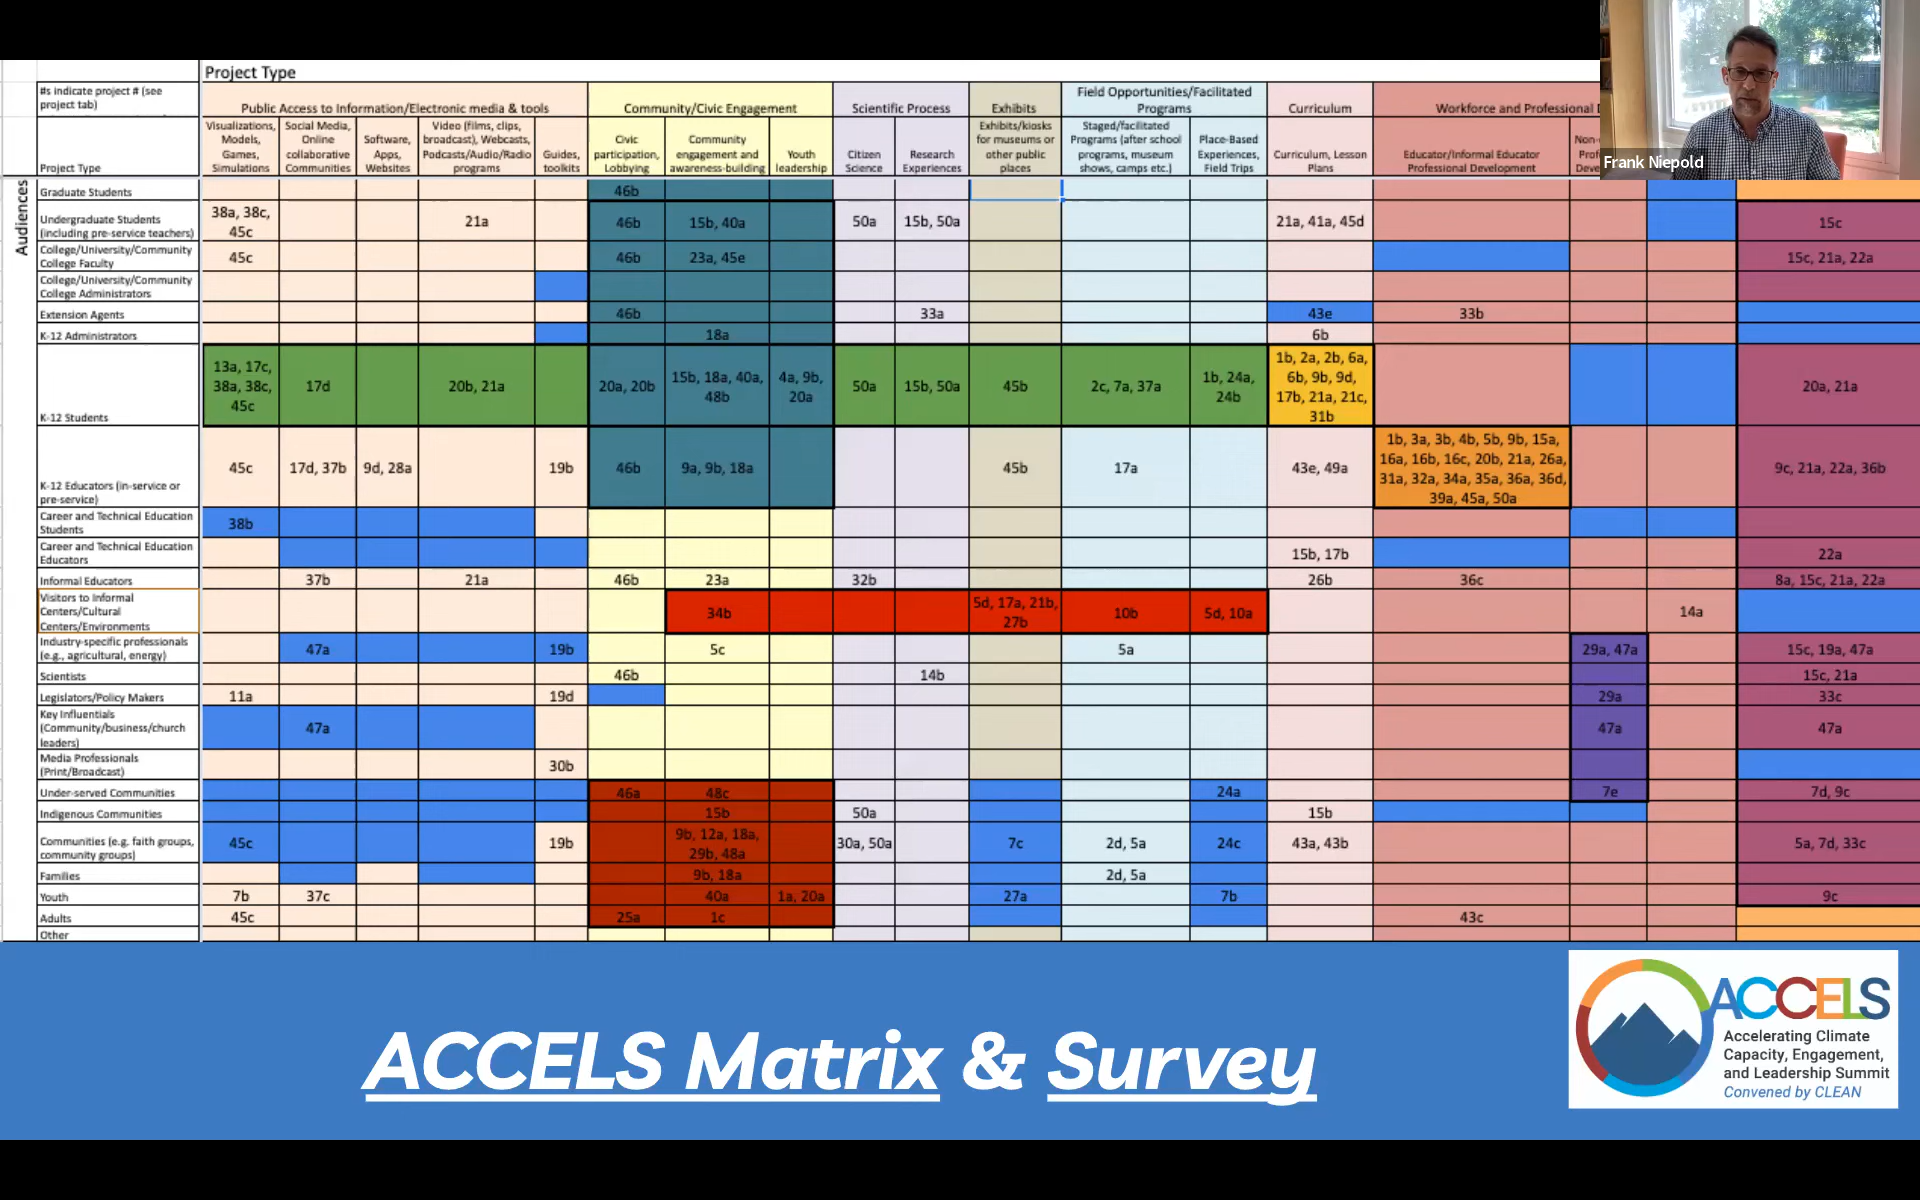 Project Type
#s indicate project # (see
project tab)
Public Access to Information/Electronic media & tools
Community/Civic Engagement
Scientific Process
Exhibits
Field Opportunities/Facilitated
Programs
Curriculum
Workforce and Professional
Project Type
Visualizations,
Models,
Games,
Simulations
Social Media,
Online
collaborative
Communities
Software,
Apps,
Websites
Video (films, clips,
broadcast), Webcasts,
Podcasts/Audio/Radio
programs
Guides,
toolkits
Civic
participation,
Lobbying
Community
engagement and
awareness-building
Youth
leadership
Citizen
Science
Research
Experiences
Exhibits/kiosks
for museums or
other public
places
Staged/facilitated
Programs (after school
programs, museum
shows, camps etc.)
Place-Based
Experiences,
Field Trips
Curriculum, Lesson
Plans
Educator/Informal Educator
Professional Development
Frank Niepold
Audiences
Graduate Students
46b
Undergraduate Students
(including pre-service teachers)
38a, 38c,
45c
21a
46b
15b, 40a
50a
15b, 50a
21a, 41a, 45d
15c
College/University/Community
College Faculty
45c
46b
23a, 45e
15c, 21a, 22a
College/University/Community
College Administrators
Extension Agents
46b
33a
43e
33b
K-12 Administrators
18a
6b
K-12 Students
13a, 17c,
38a, 38c,
45c
17d
20b, 21a
20a, 20b
15b, 18a, 40a,
48b
4a, 9b,
20a
50a
15b, 50a
45b
2c, 7a, 37a
1b, 24a,
24b
1b, 2a, 2b, 6a,
6b, 9b, 9d,
17b, 21a, 21c,
31b
20a, 21a
K-12 Educators (in-service or
pre-service)
45c
17d, 37b
9d, 28a
19b
46b
9a, 9b, 18a
45b
17a
43e, 49a
1b, 3a, 3b, 4b, 5b, 9b, 15a,
16a, 16b, 16c, 20b, 21a, 26a,
31a, 32a, 34a, 35a, 36a, 36d,
39a, 45a, 50a
9c, 21a, 22a, 36b
Career and Technical Education
Students
38b
Career and Technical Education
Educators
15b, 17b
22a
Informal Educators
37b
21a
46b
23a
32b
26b
36c
8a, 15c, 21a, 22a
Visitors to Informal
Centers/Cultural
Centers/Environments
34b
5d, 17a, 21b,
27b
10b
5d, 10a
14a
Industry-specific professionals
(e.g., agricultural, energy)
47a
19b
5c
5a
29a, 47a
15c, 19a, 47a
Scientists
46b
14b
15c, 21a
Legislators/Policy Makers
11a
19d
29a
33c
Key Influentials
(Community/business/church
leaders)
47a
47a
47a
Media Professionals
(Print/Broadcast)
30b
Under-served Communities
46a
48c
24a
7e
7d, 9c
Indigenous Communities
15b
50a
15b
Communities (e.g. faith groups,
community groups)
45c
19b
9b, 12a, 18a,
29b, 48a
30a, 50a
7c
2d, 5a
24c
43a, 43b
5a, 7d, 33c
Families
9b, 18a
2d, 5a
Youth
7b
37c
40a
1a, 20a
27a
7b
9c
Adults
45c
25a
1c
43c
Other
ACCELS Matrix & Survey
ACCELS
Accelerating Climate
Capacity, Engagement,
and Leadership Summit
Convened by CLEAN